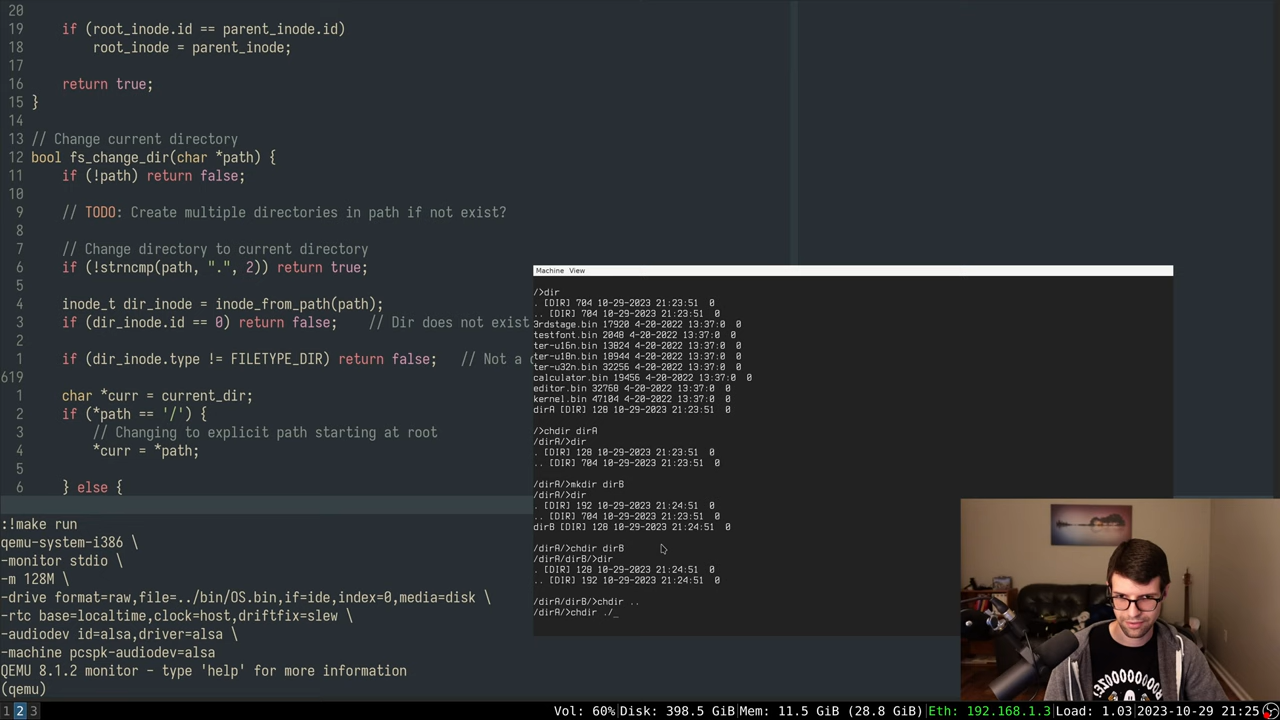 20
19 if (root_inode.id == parent_inode.id)
18 root_inode = parent_inode;
17
16 return true;
15 }
14
13 // Change current directory
12 bool fs_change_dir(char *path) {
11 if (!path) return false;
10
9 // TODO: Create multiple directories in path if not exist?
8
7 // Change directory to current directory
6 if (!strncmp(path, ".", 2)) return true;
5
4 inode_t dir_inode = inode_from_path(path);
3 if (dir_inode.id == 0) return false; // Dir does not exist
2
1 if (dir_inode.type != FILETYPE_DIR) return false; // Not a
619
1 char *curr = current_dir;
2 if (*path == '/') {
3 // Changing to explicit path starting at root
4 *curr = *path;
5
6 } else {
:!make run
qemu-system-i386 \
-monitor stdio \
-m 128M \
-drive format=raw,file=../bin/OS.bin,if=ide,index=0,media=disk \
-rtc base=localtime,clock=host,driftfix=slew \
-audiodev id=alsa,driver=alsa \
-machine pcspk-audiodev=alsa
QEMU 8.1.2 monitor - type 'help' for more information
(qemu)
Machine View
/>dir
. [DIR] 704 10-29-2023 21:23:51 0
.. [DIR] 704 10-29-2023 21:23:51 0
3rdstage.bin 17920 4-20-2022 13:37:0 0
testfont.bin 2048 4-20-2022 13:37:0 0
ter-u16n.bin 13824 4-20-2022 13:37:0 0
ter-u18n.bin 18944 4-20-2022 13:37:0 0
ter-u32n.bin 32256 4-20-2022 13:37:0 0
calculator.bin 19456 4-20-2022 13:37:0 0
editor.bin 32768 4-20-2022 13:37:0 0
kernel.bin 47104 4-20-2022 13:37:0 0
dirA [DIR] 128 10-29-2023 21:23:51 0
/>chdir dirA
/dirA/>dir
. [DIR] 128 10-29-2023 21:23:51 0
.. [DIR] 704 10-29-2023 21:23:51 0
/dirA/>mkdir dirB
/dirA/>dir
. [DIR] 192 10-29-2023 21:24:51 0
.. [DIR] 704 10-29-2023 21:23:51 0
dirB [DIR] 128 10-29-2023 21:24:51 0
/dirA/>chdir dirB
/dirA/dirB/>dir
. [DIR] 128 10-29-2023 21:24:51 0
.. [DIR] 192 10-29-2023 21:24:51 0
/dirA/dirB/>chdir ..
/dirA/>chdir ./_
1 2 3 Vol: 60% Disk: 398.5 GiB Mem: 11.5 GiB (28.8 GiB) Eth: 192.168.1.3 Load: 1.03 2023-10-29 21:25